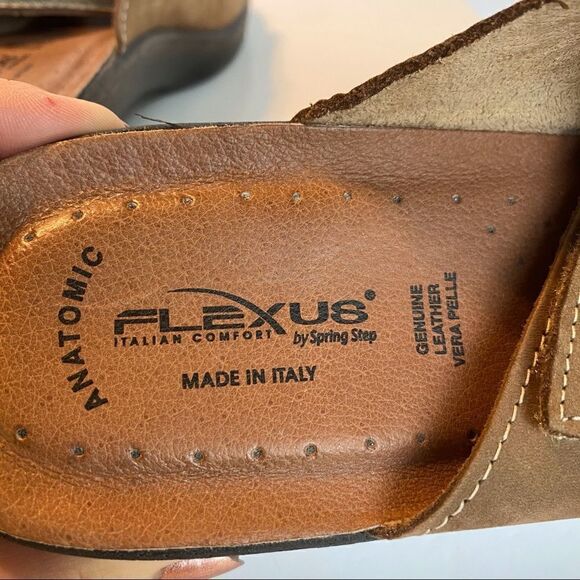 ANATOMIC
FLEXUS®
ITALIAN COMFORT by Spring Step
MADE IN ITALY
GENUINE
LEATHER
VERA PELLE